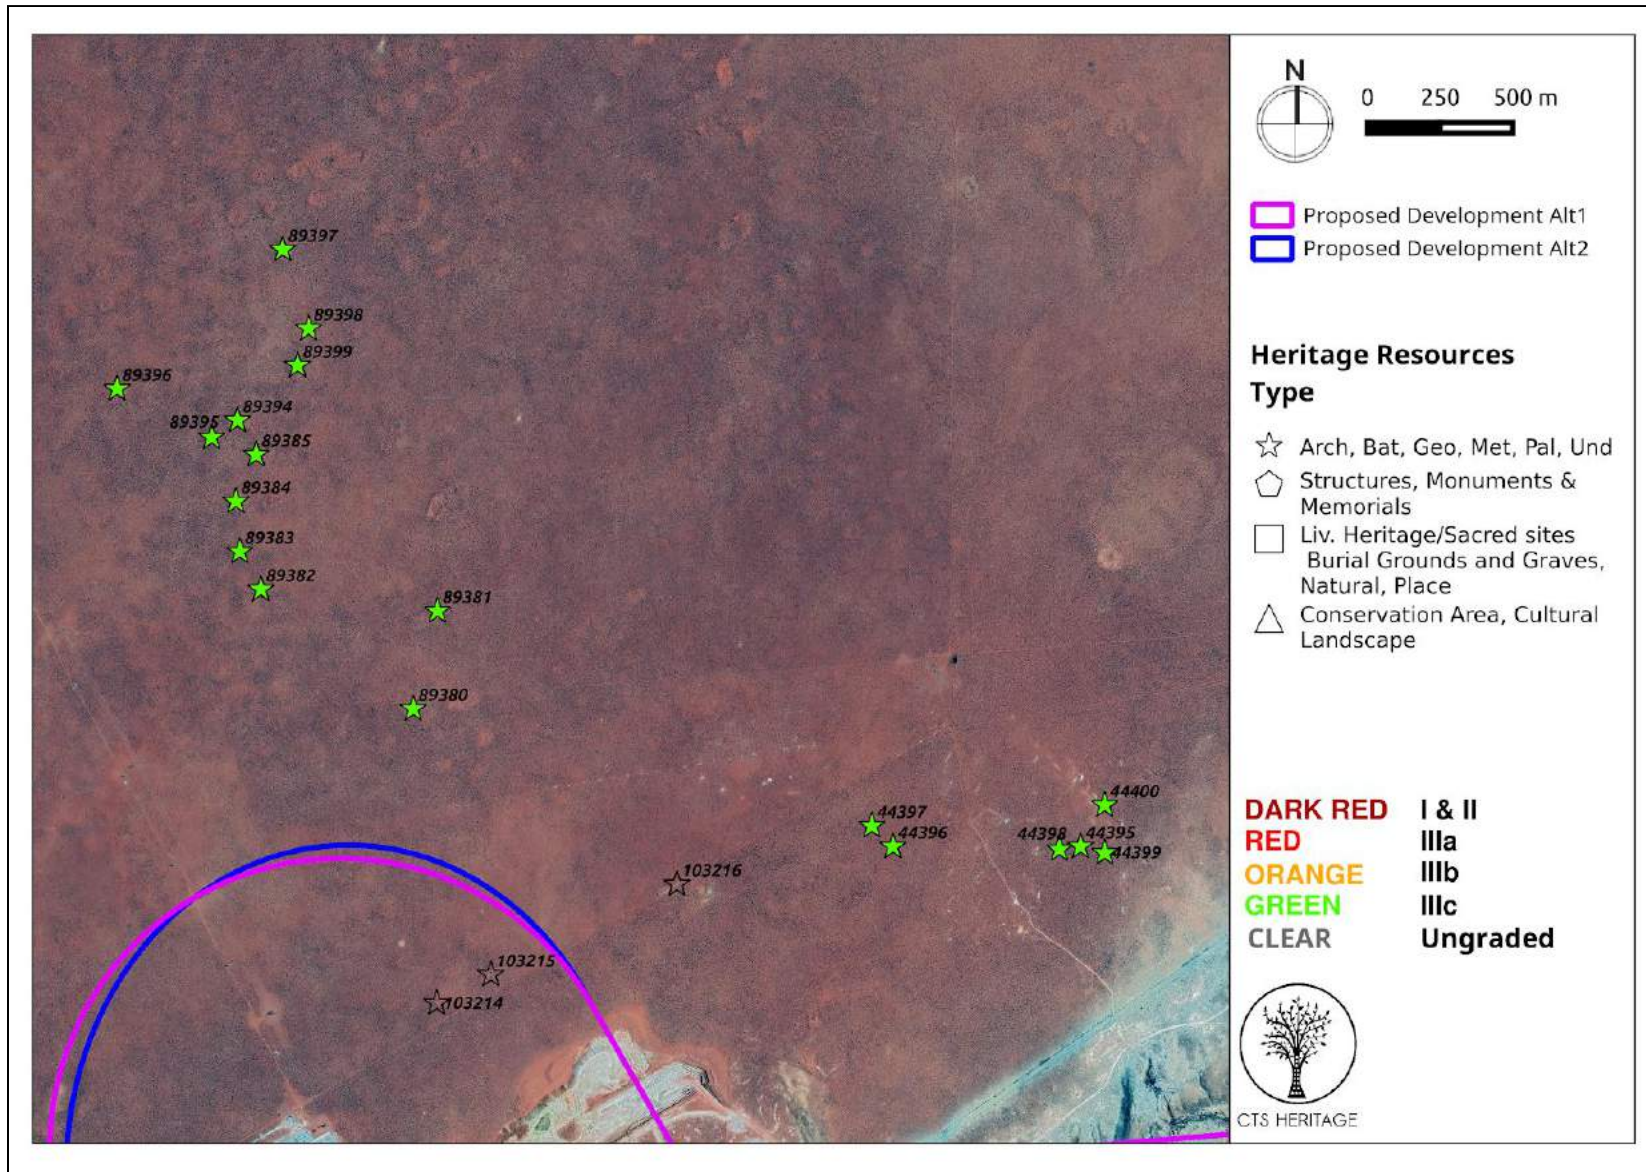 89397
89398
89399
89396
89394
89395
89385
89384
89383
89382
89381
89380
44400
44397
44396
44398
44395
44399
103216
103215
103214
N
0 250 500 m
Proposed Development Alt1
Proposed Development Alt2
Heritage Resources
Type
Arch, Bat, Geo, Met, Pal, Und
Structures, Monuments &
Memorials
Liv. Heritage/Sacred sites
Burial Grounds and Graves,
Natural, Place
Conservation Area, Cultural
Landscape
DARK RED I & II
RED IIIa
ORANGE IIIb
GREEN IIIc
CLEAR Ungraded
CTS HERITAGE